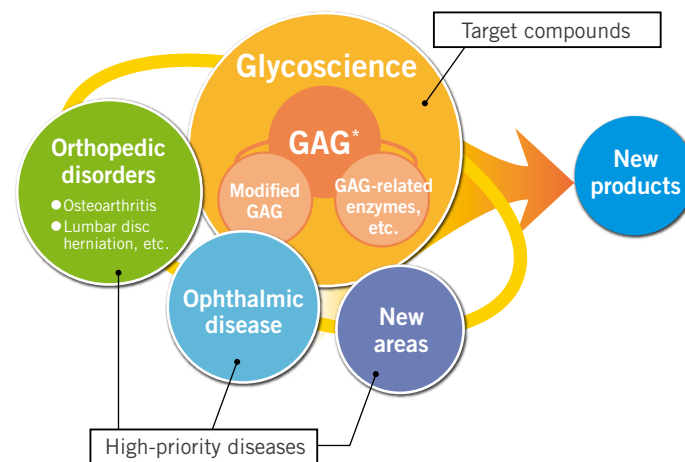 Target compounds
Glycoscience
GAG*
Modified
GAG
GAG-related
enzymes,
etc.
Orthopedic
disorders
●Osteoarthritis
●Lumbar disc
herniation, etc.
Ophthalmic
disease
New
areas
New
products
High-priority diseases